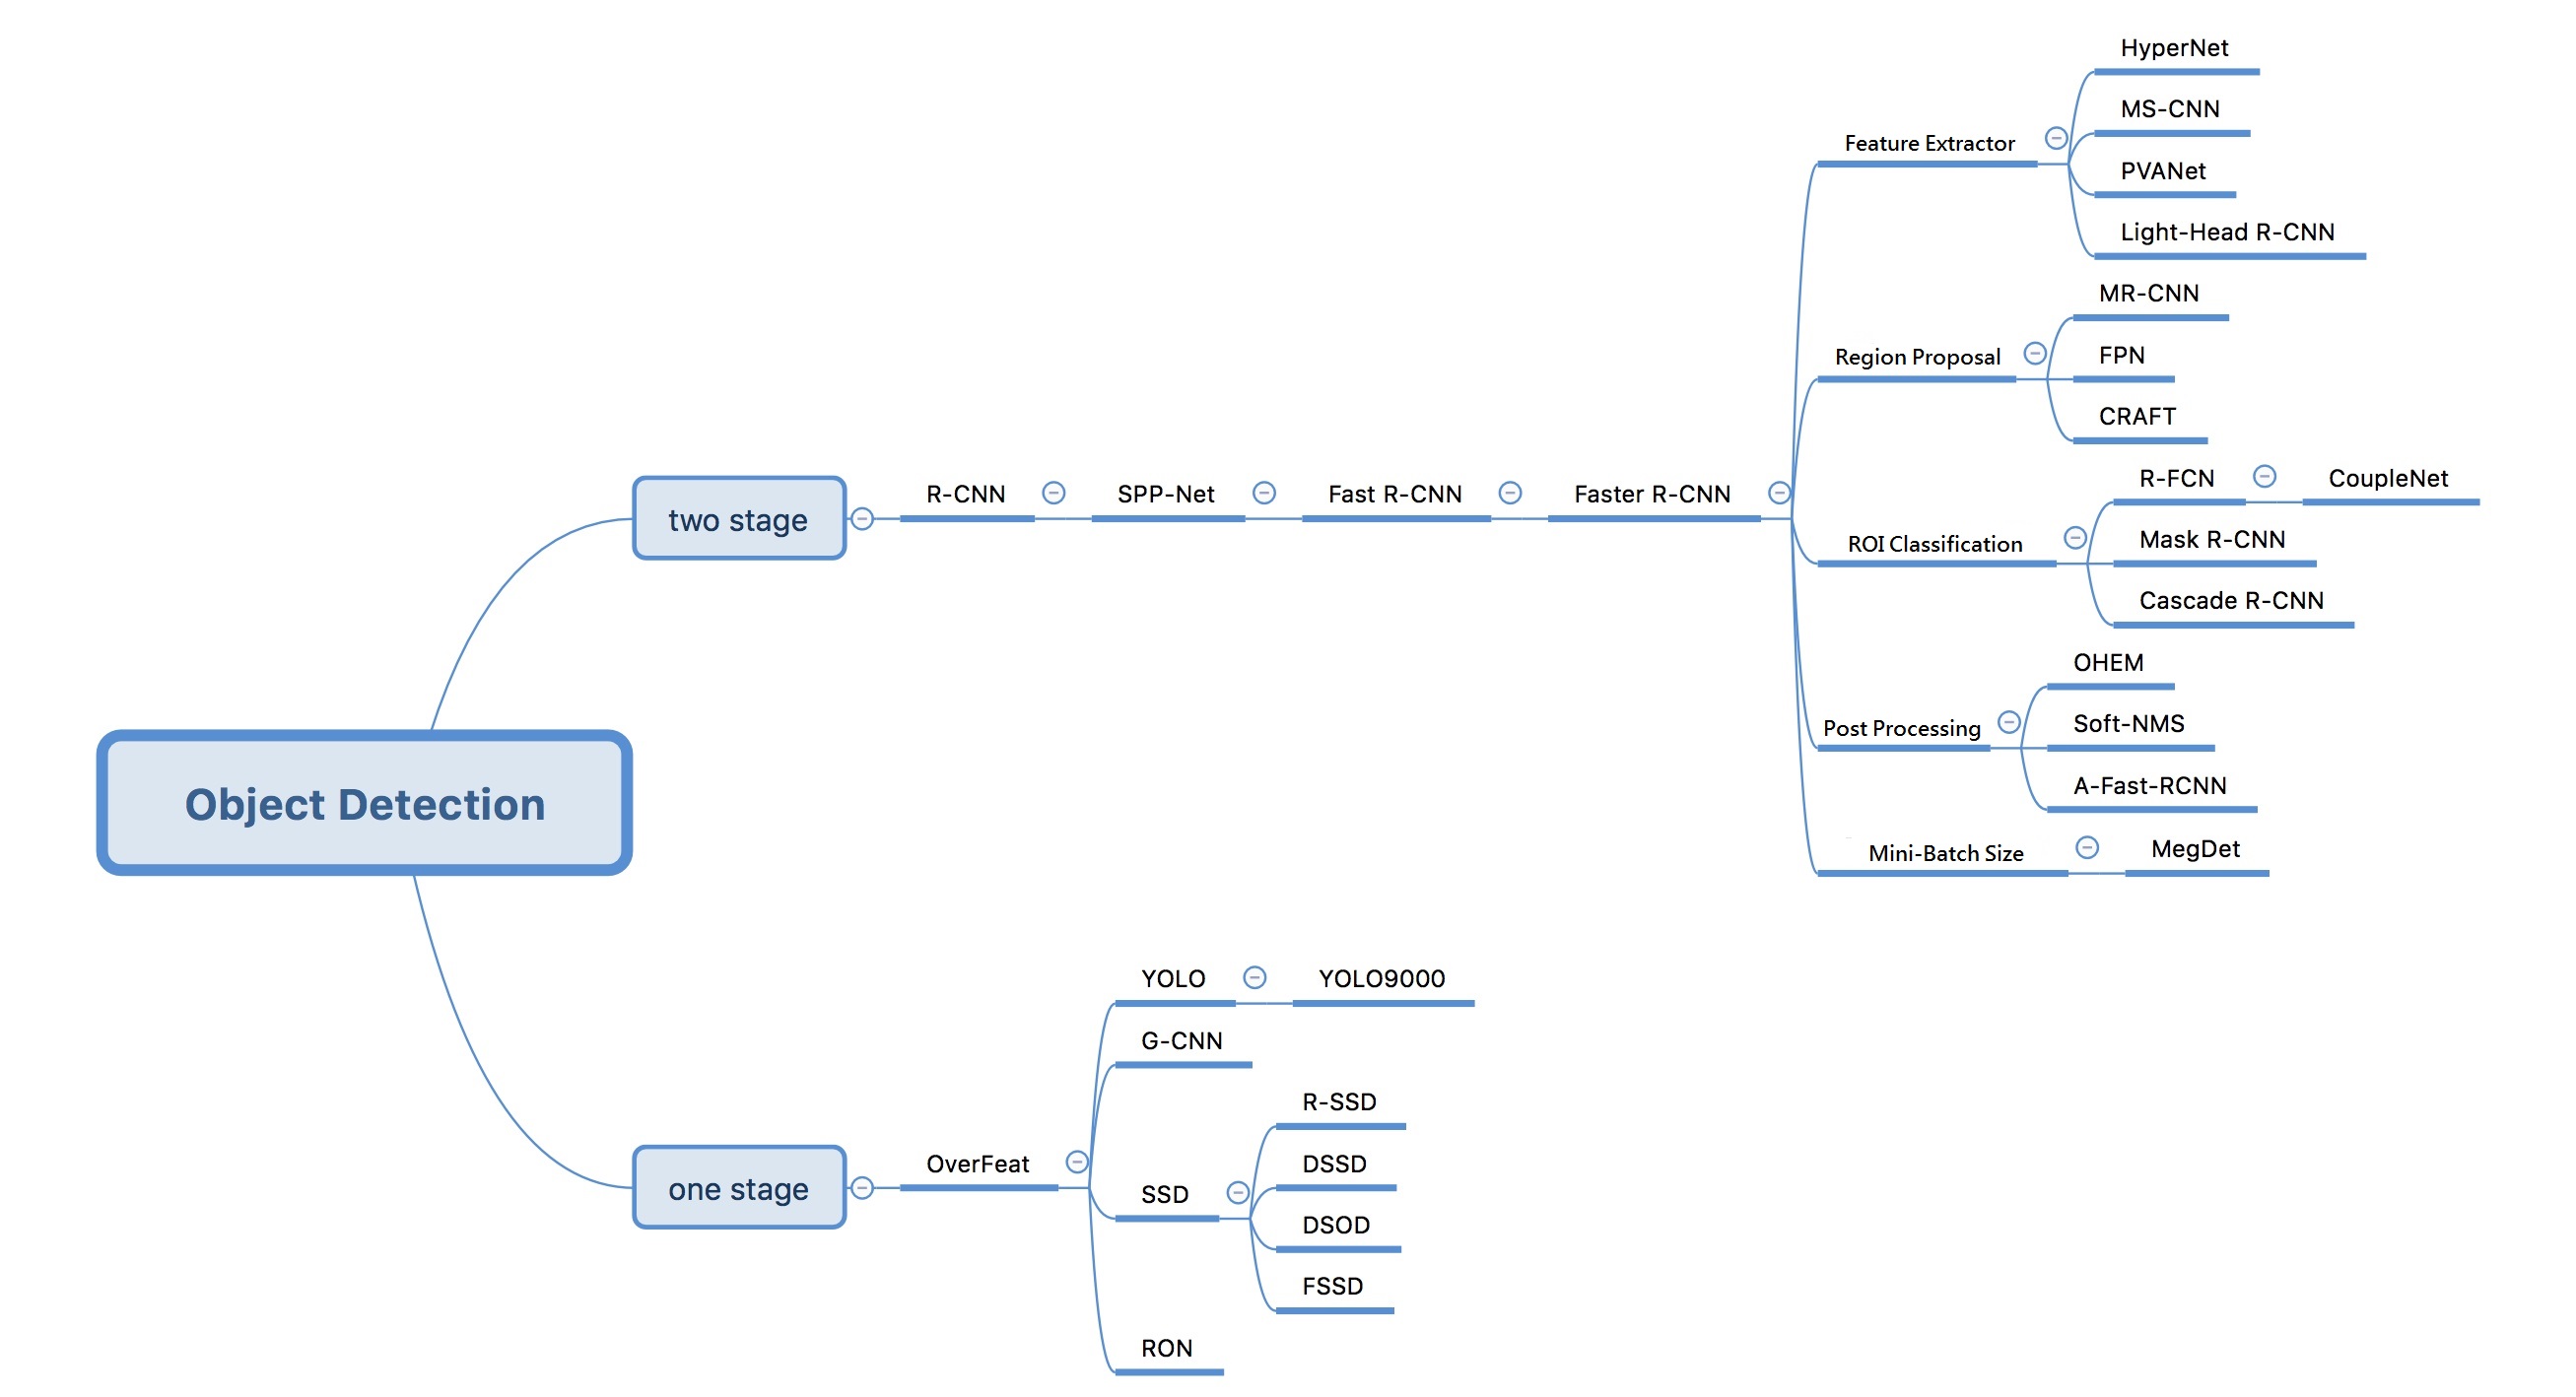 Object Detection
two stage
R-CNN
SPP-Net
Fast R-CNN
Faster R-CNN
Feature Extractor
HyperNet
MS-CNN
PVANet
Light-Head R-CNN
Region Proposal
MR-CNN
FPN
CRAFT
ROI Classification
R-FCN
CoupleNet
Mask R-CNN
Cascade R-CNN
Post Processing
OHEM
Soft-NMS
A-Fast-RCNN
Mini-Batch Size
MegDet
one stage
OverFeat
YOLO
YOLO9000
G-CNN
SSD
R-SSD
DSSD
DSOD
FSSD
RON